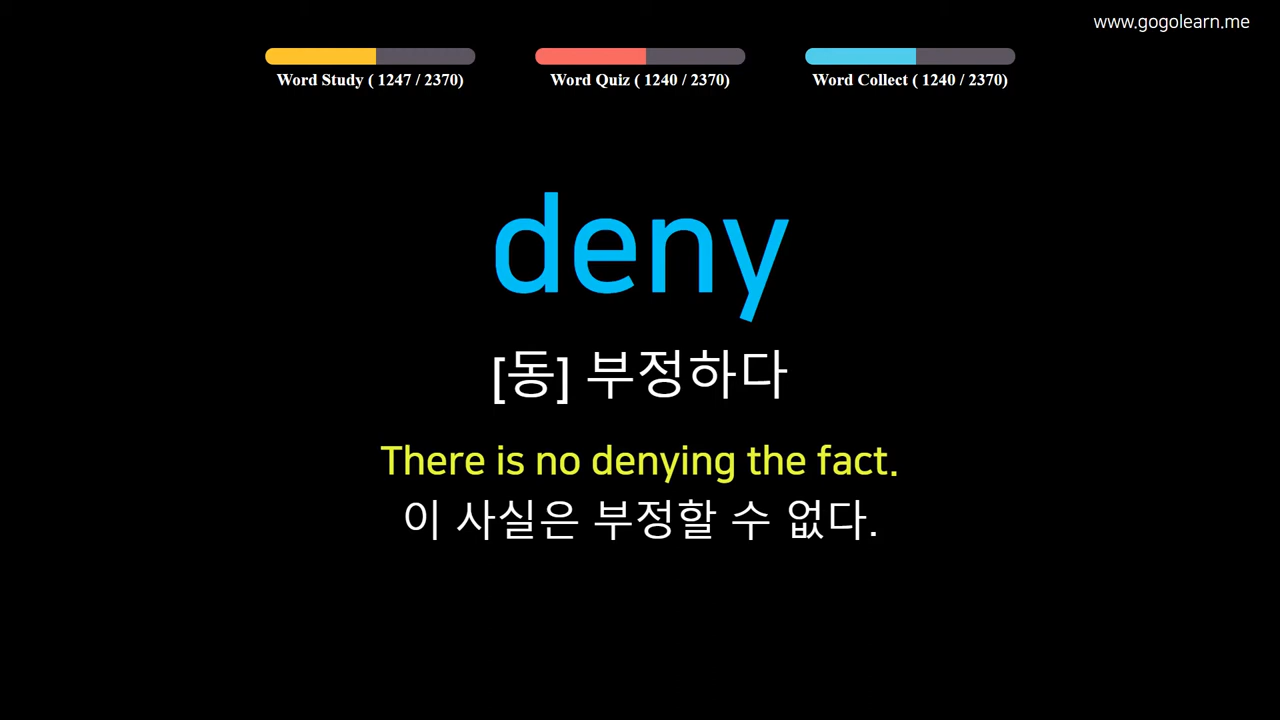 www.gogolearn.me
Word Study ( 1247 / 2370)
Word Quiz ( 1240 / 2370)
Word Collect ( 1240 / 2370)
deny
[동] 부정하다
There is no denying the fact.
이 사실은 부정할 수 없다.